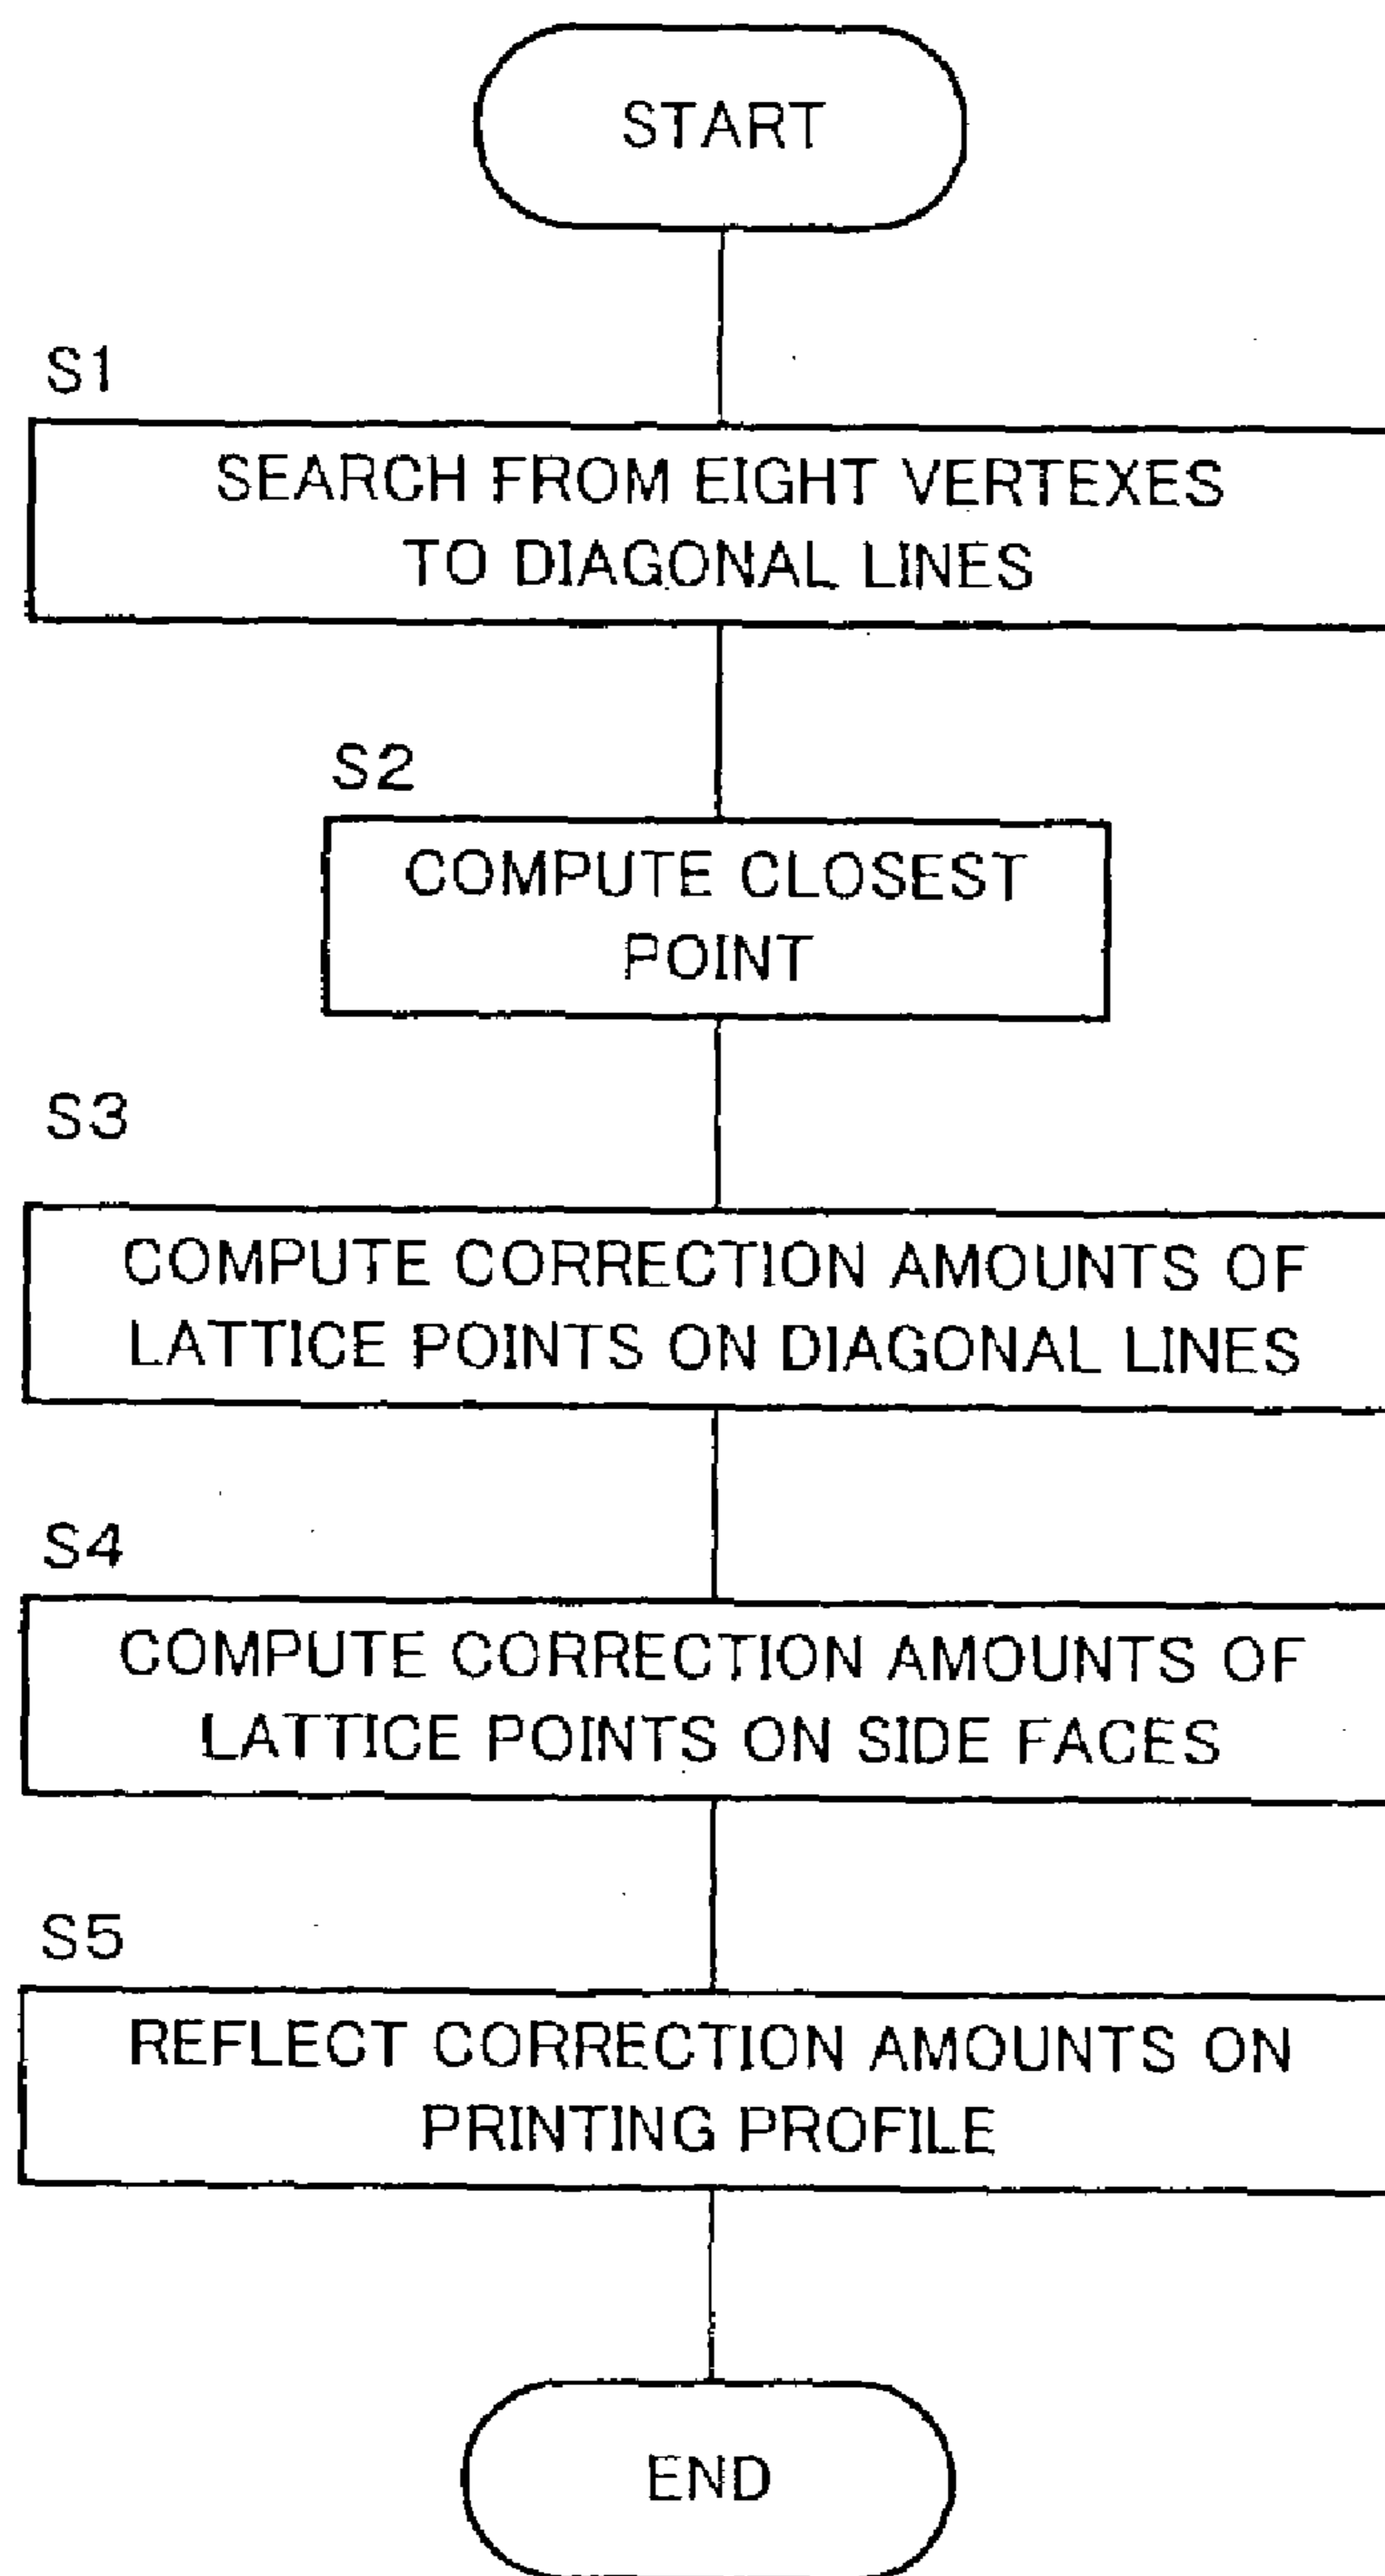 START
S1
SEARCH FROM EIGHT VERTEXES
TO DIAGONAL LINES
S2
COMPUTE CLOSEST
POINT
S3
COMPUTE CORRECTION AMOUNTS OF
LATTICE POINTS ON DIAGONAL LINES
S4
COMPUTE CORRECTION AMOUNTS OF
LATTICE POINTS ON SIDE FACES
S5
REFLECT CORRECTION AMOUNTS ON
PRINTING PROFILE
END